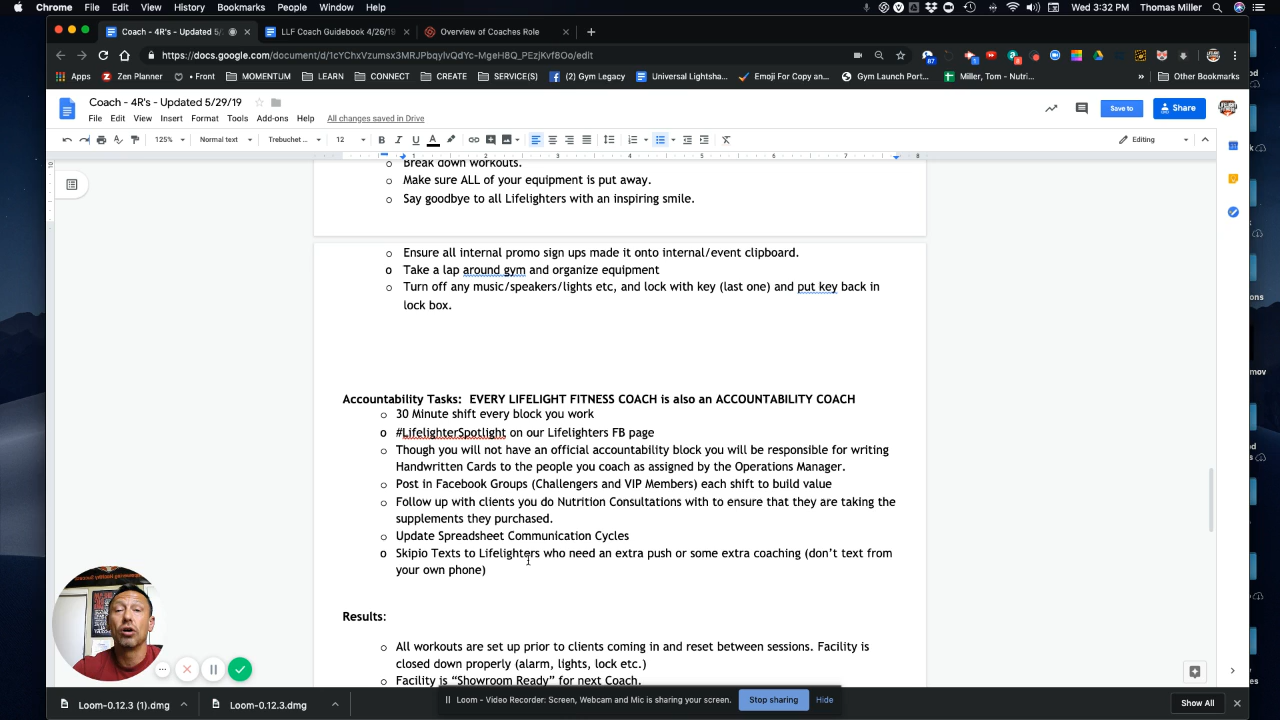 Chrome File Edit View History Bookmarks People Window Help
Wed 3:32 PM Thomas Miller
Coach - 4R's - Updated 5/
LLF Coach Guidebook 4/26/19
Overview of Coaches Role
https://docs.google.com/document/d/1cYChxVzumsx3MRJPbqylvQdYc-MgeH8Q_PEzjKvf8Oo/edit
Apps Zen Planner Front MOMENTUM LEARN CONNECT CREATE SERVICE(S) (2) Gym Legacy Universal Lightsha... Emoji For Copy an... Gym Launch Port... Miller, Tom - Nutri... » Other Bookmarks
Coach - 4R's - Updated 5/29/19
File Edit View Insert Format Tools Add-ons Help All changes saved in Drive
Save to
Share
125% Normal text Trebuchet ... 12 B I U A
Editing
Break down workouts.
Make sure ALL of your equipment is put away.
Say goodbye to all Lifelighters with an inspiring smile.
Ensure all internal promo sign ups made it onto internal/event clipboard.
Take a lap around gym and organize equipment
Turn off any music/speakers/lights etc, and lock with key (last one) and put key back in
lock box.
Accountability Tasks: EVERY LIFELIGHT FITNESS COACH is also an ACCOUNTABILITY COACH
30 Minute shift every block you work
#LifelighterSpotlight on our Lifelighters FB page
Though you will not have an official accountability block you will be responsible for writing
Handwritten Cards to the people you coach as assigned by the Operations Manager.
Post in Facebook Groups (Challengers and VIP Members) each shift to build value
Follow up with clients you do Nutrition Consultations with to ensure that they are taking the
supplements they purchased.
Update Spreadsheet Communication Cycles
Skipio Texts to Lifelighters who need an extra push or some extra coaching (don't text from
your own phone)
Results:
All workouts are set up prior to clients coming in and reset between sessions. Facility is
closed down properly (alarm, lights, lock etc.)
Facility is “Showroom Ready” for next Coach.
Loom-0.12.3 (1).dmg
Loom-0.12.3.dmg
Loom - Video Recorder: Screen, Webcam and Mic is sharing your screen. Stop sharing Hide
Show All